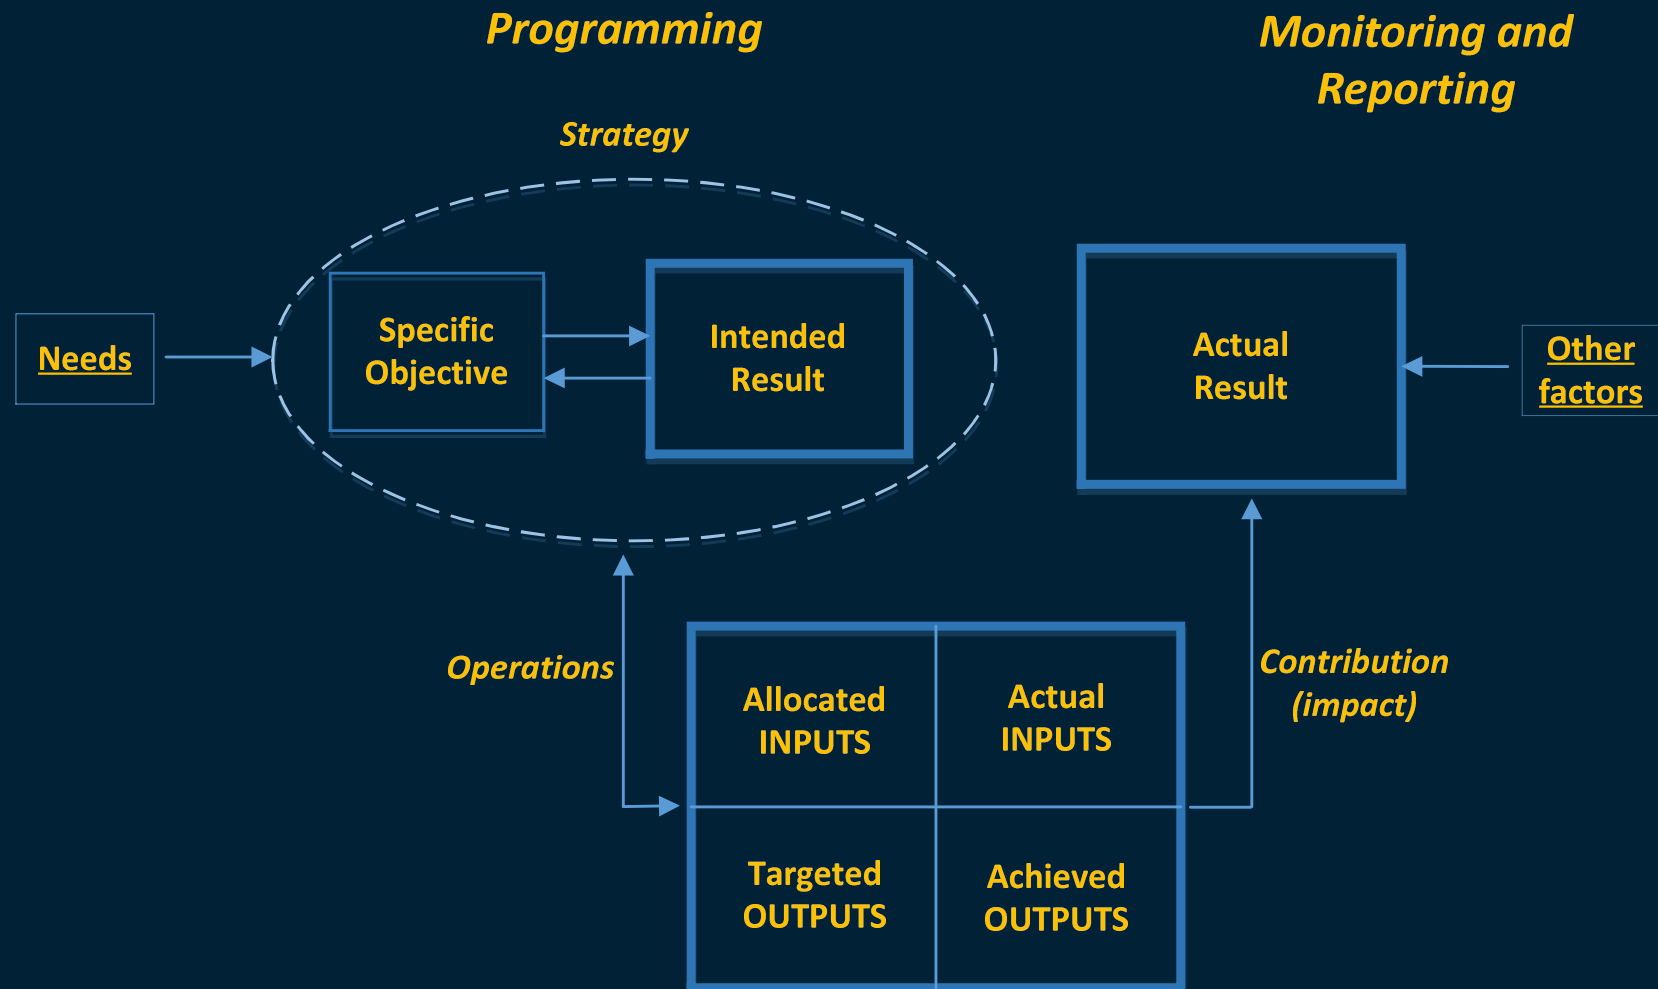 Programming
Monitoring and
Reporting
Strategy
Needs
Specific
Objective
Intended
Result
Actual
Result
Other
factors
Operations
Allocated
INPUTS
Actual
INPUTS
Contribution
(impact)
Targeted
OUTPUTS
Achieved
OUTPUTS